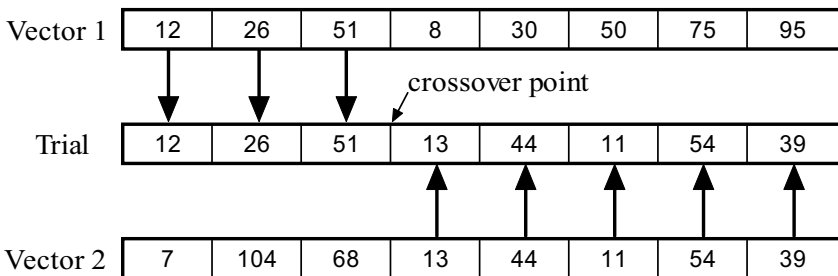 Vector 1 12 26 51 8 30 50 75 95
crossover point
Trial 12 26 51 13 44 11 54 39
Vector 2 7 104 68 13 44 11 54 39